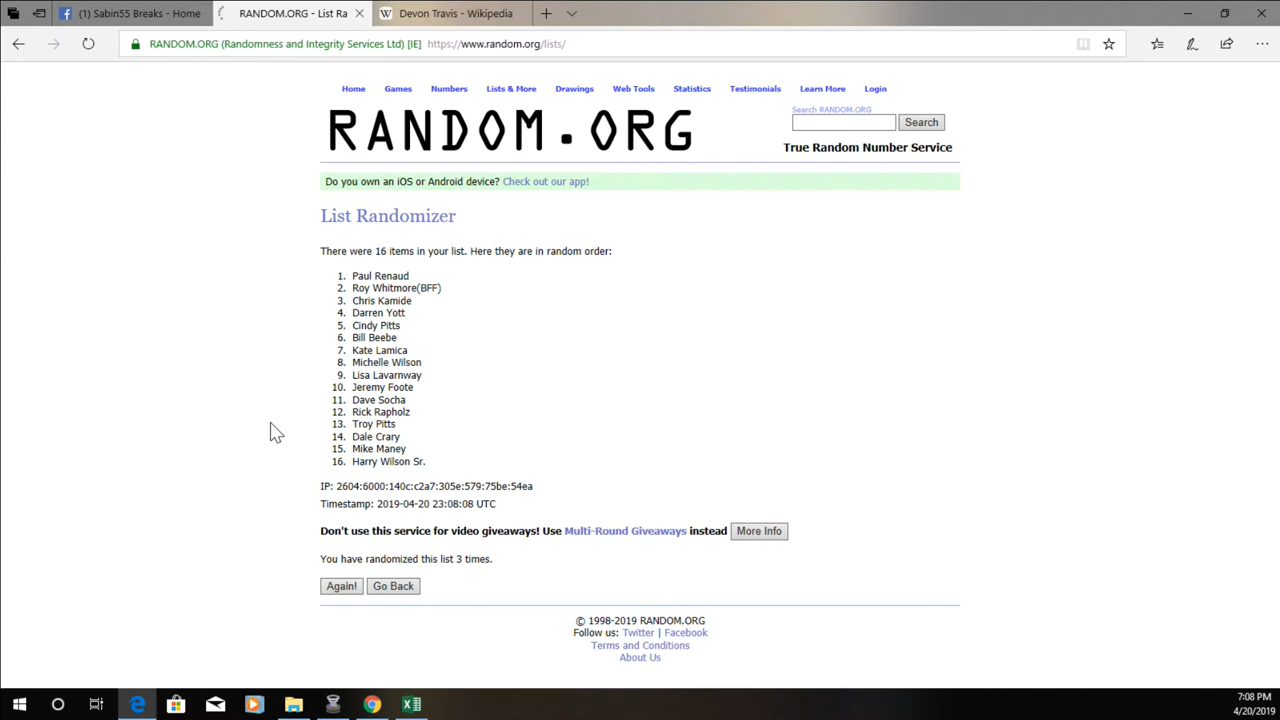 (1) Sabin55 Breaks - Home
RANDOM.ORG - List Ra
Devon Travis - Wikipedia
RANDOM.ORG (Randomness and Integrity Services Ltd) [IE] https://www.random.org/lists/
Home Games Numbers Lists & More Drawings Web Tools Statistics Testimonials Learn More Login
Search RANDOM.ORG
RANDOM.ORG
Search
True Random Number Service
Do you own an iOS or Android device? Check out our app!
List Randomizer
There were 16 items in your list. Here they are in random order:
1. Paul Renaud
2. Roy Whitmore(BFF)
3. Chris Kamide
4. Darren Yott
5. Cindy Pitts
6. Bill Beebe
7. Kate Lamica
8. Michelle Wilson
9. Lisa Lavarnway
10. Jeremy Foote
11. Dave Socha
12. Rick Rapholz
13. Troy Pitts
14. Dale Crary
15. Mike Maney
16. Harry Wilson Sr.
IP: 2604:6000:140c:c2a7:305e:579:75be:54ea
Timestamp: 2019-04-20 23:08:08 UTC
Don't use this service for video giveaways! Use Multi-Round Giveaways instead More Info
You have randomized this list 3 times.
Again! Go Back
© 1998-2019 RANDOM.ORG
Follow us: Twitter | Facebook
Terms and Conditions
About Us
7:08 PM
4/20/2019